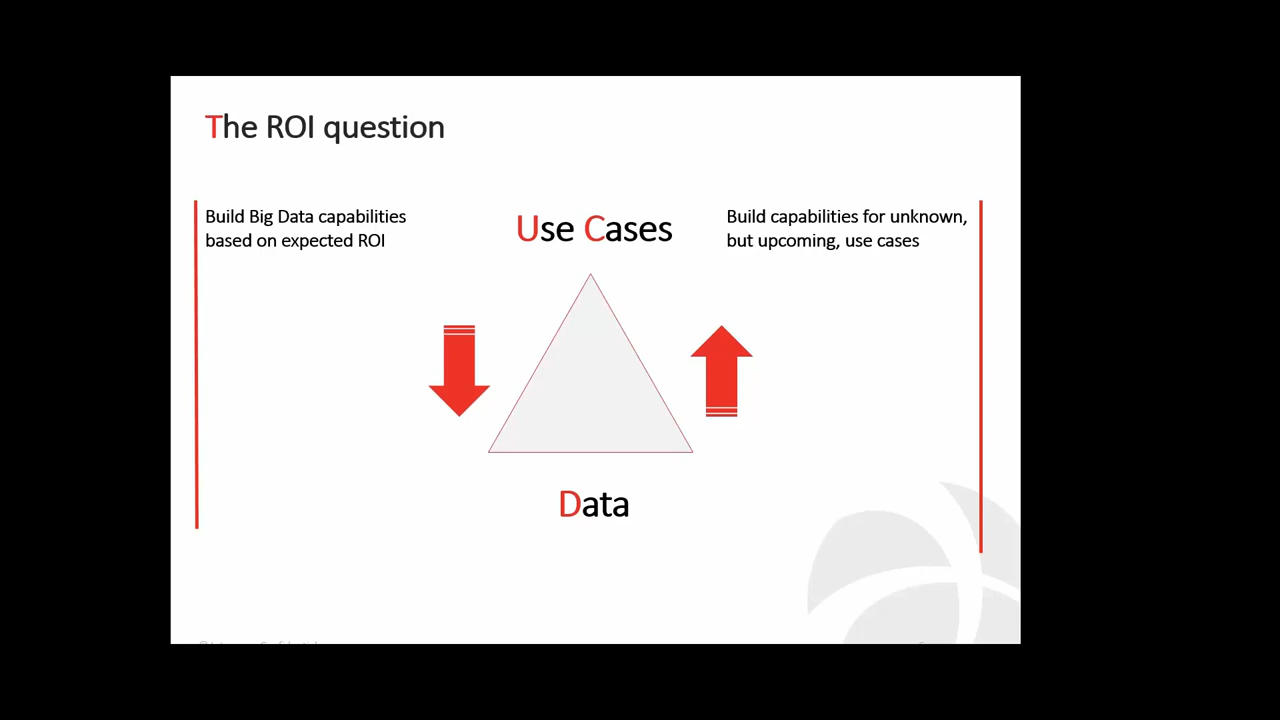 The ROI question
Build Big Data capabilities
based on expected ROI
Use Cases
Build capabilities for unknown,
but upcoming, use cases
Data